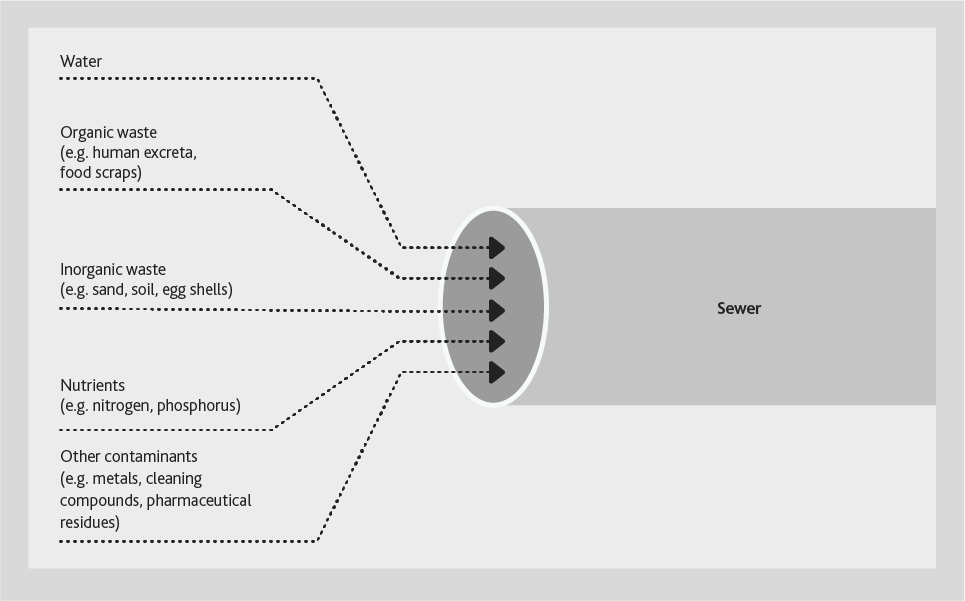 Water
Organic waste
(e.g. human excreta,
food scraps)
Inorganic waste
(e.g. sand, soil, egg shells)
Sewer
Nutrients
(e.g. nitrogen, phosphorus)
Other contaminants
(e.g. metals, cleaning
compounds, pharmaceutical
residues)